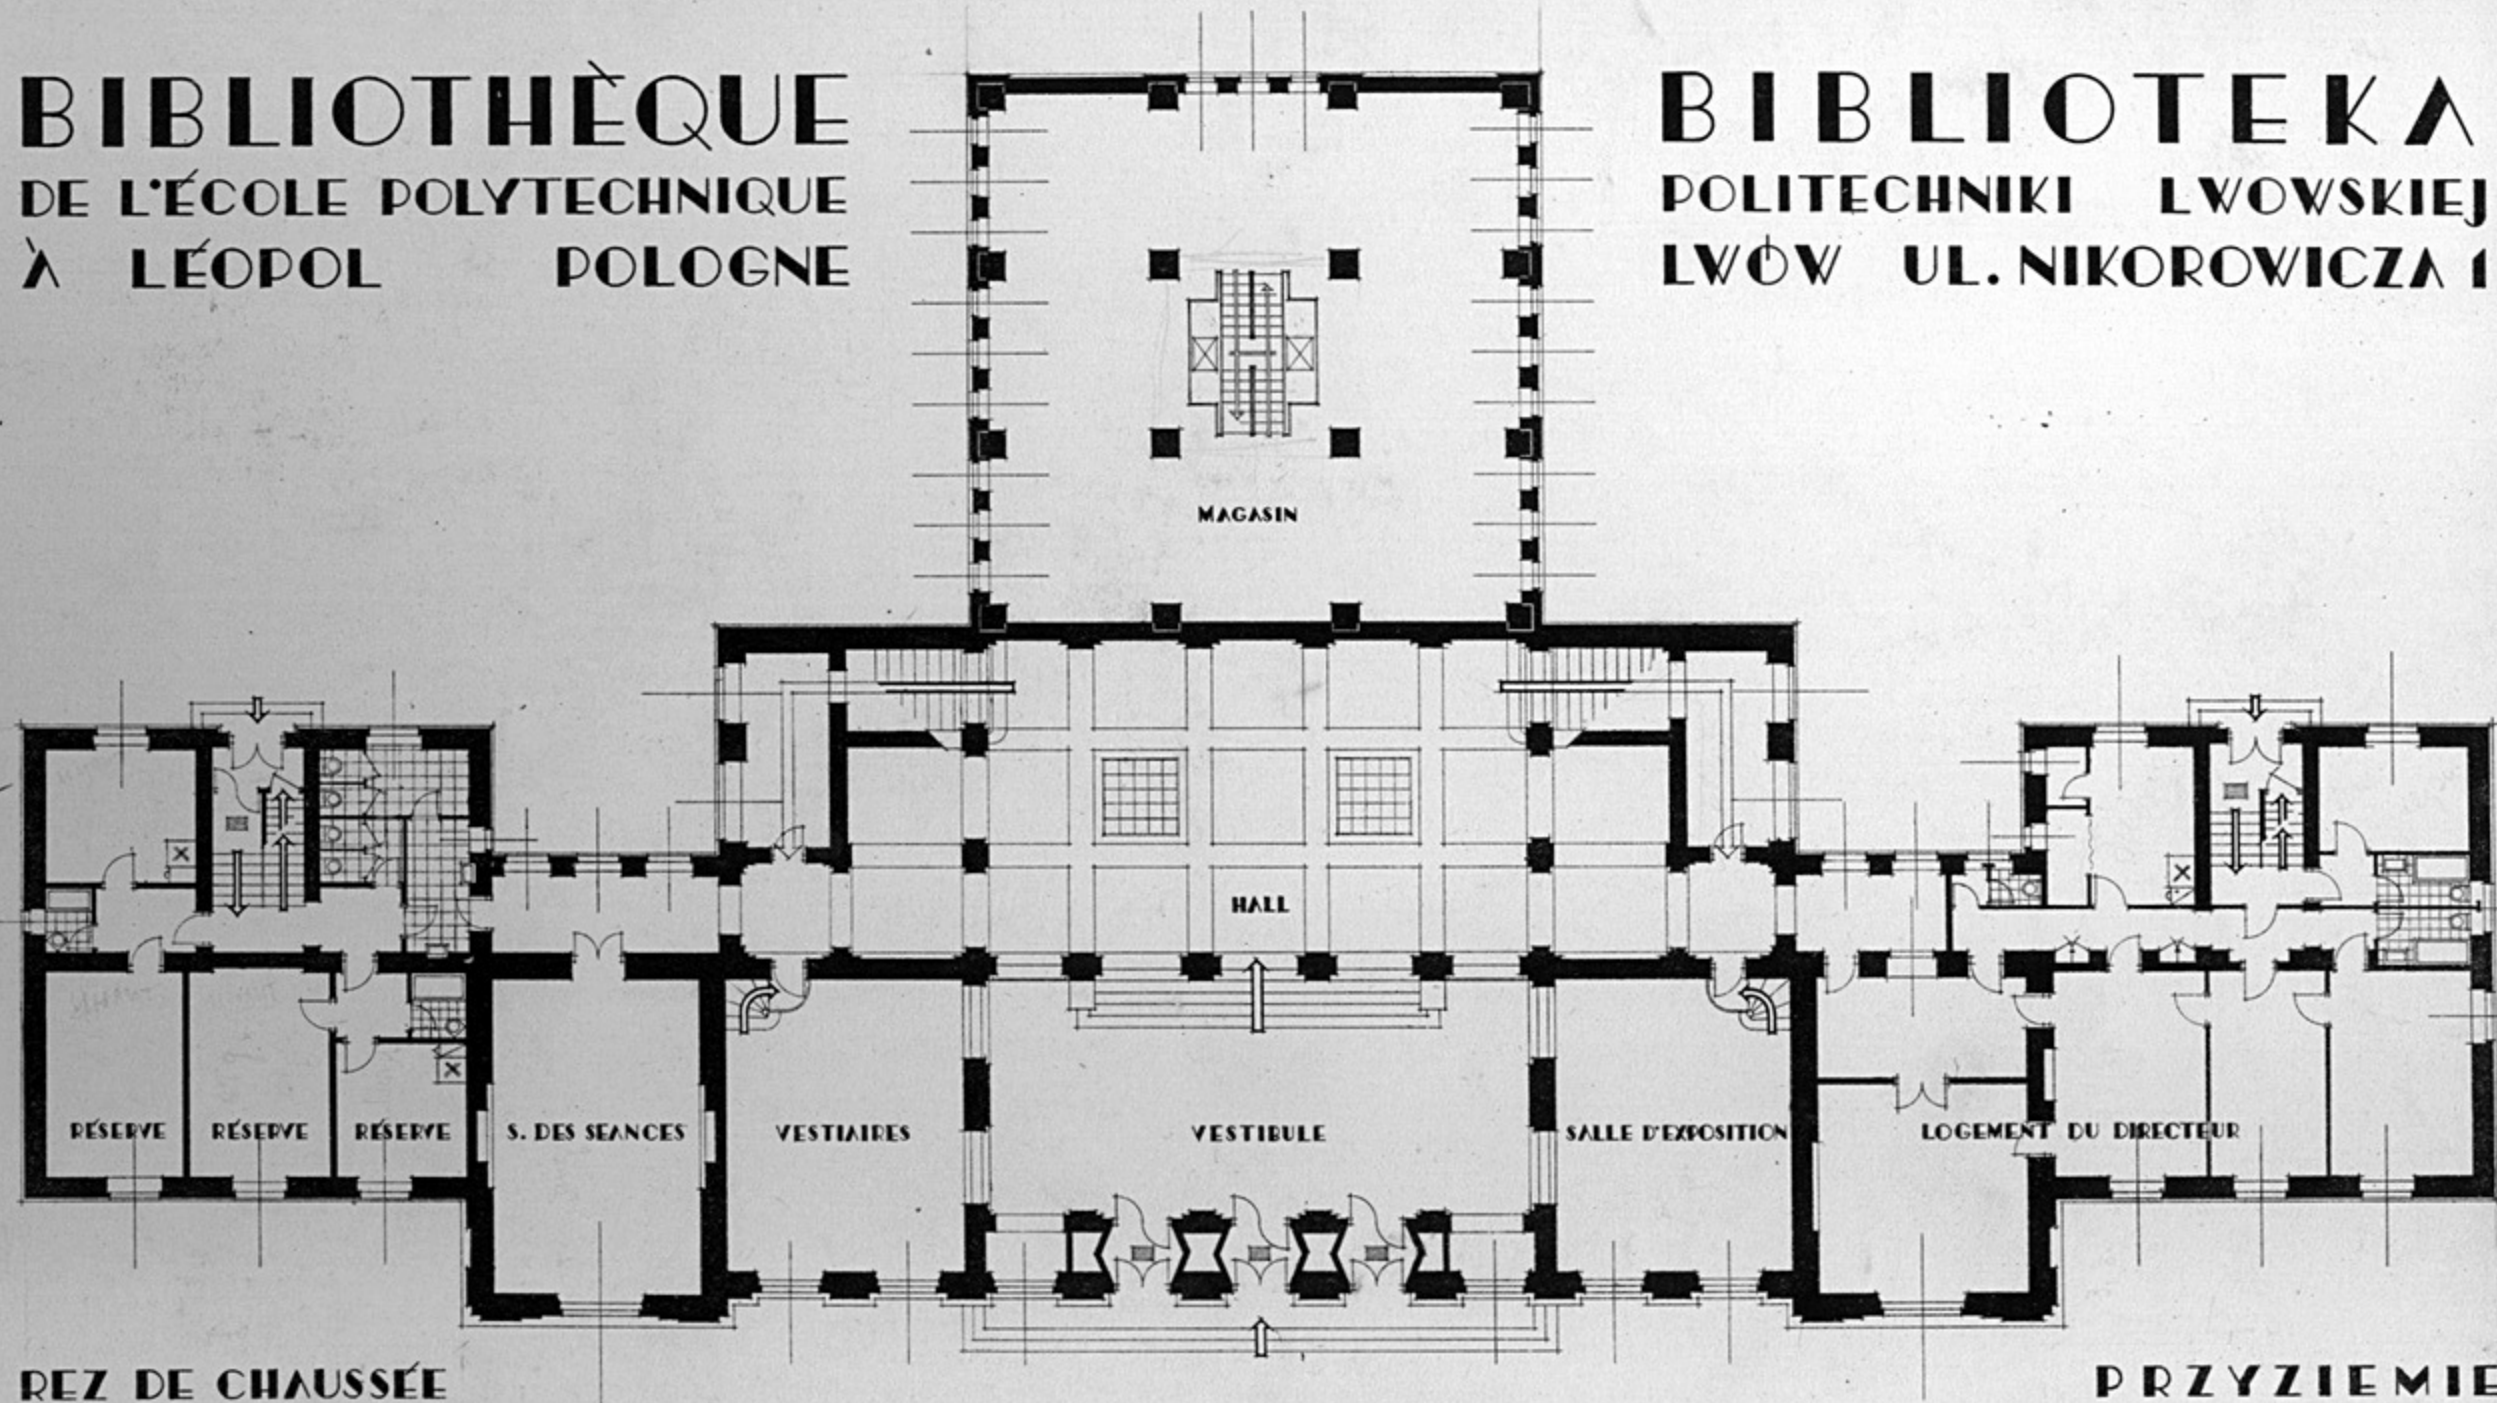 BIBLIOTHÈQUE
DE L'ÉCOLE POLYTECHNIQUE
À LÉOPOL POLOGNE
BIBLIOTEKA
POLITECHNIKI LWOWSKIEJ
LWÓW UL. NIKOROWICZA 1
MAGASIN
HALL
RÉSERVE
RÉSERVE
RÉSERVE
S. DES SEANCES
VESTIAIRES
VESTIBULE
SALLE D'EXPOSITION
LOGEMENT DU DIRECTEUR
REZ DE CHAUSSÉE
PRZYZIEMIE